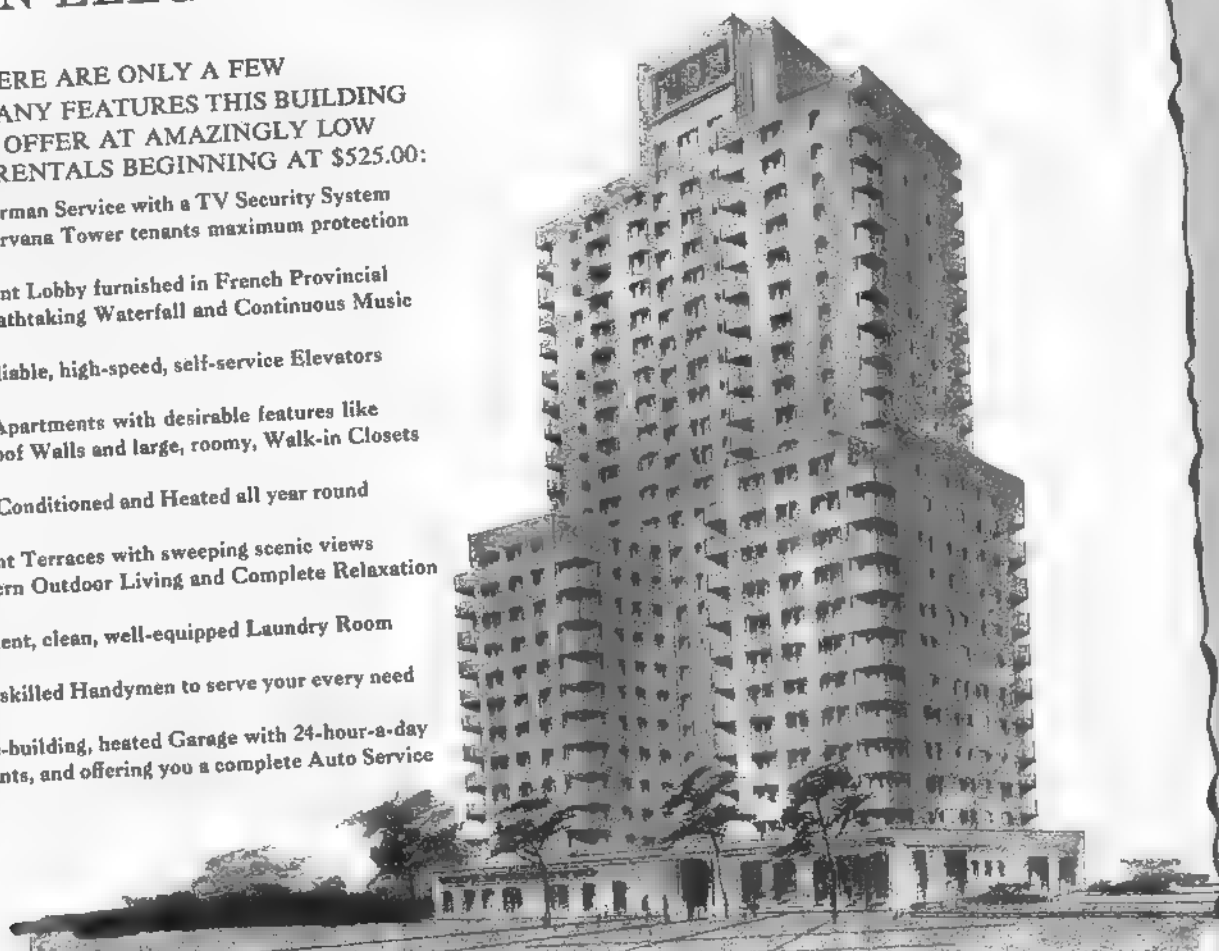 ERE ARE ONLY A FEW
ANY FEATURES THIS BUILDING
OFFER AT AMAZINGLY LOW
RENTALS BEGINNING AT $525.00:
rman Service with a TV Security System
rvana Tower tenants maximum protection
nt Lobby furnished in French Provincial
athtaking Waterfall and Continuous Music
liable, high-speed, self-service Elevators
Apartments with desirable features like
oof Walls and large, roomy, Walk-in Closets
Conditioned and Heated all year round
nt Terraces with sweeping scenic views
ern Outdoor Living and Complete Relaxation
ient, clean, well-equipped Laundry Room
skilled Handymen to serve your every need
-building, heated Garage with 24-hour-a-day
nts, and offering you a complete Auto Service